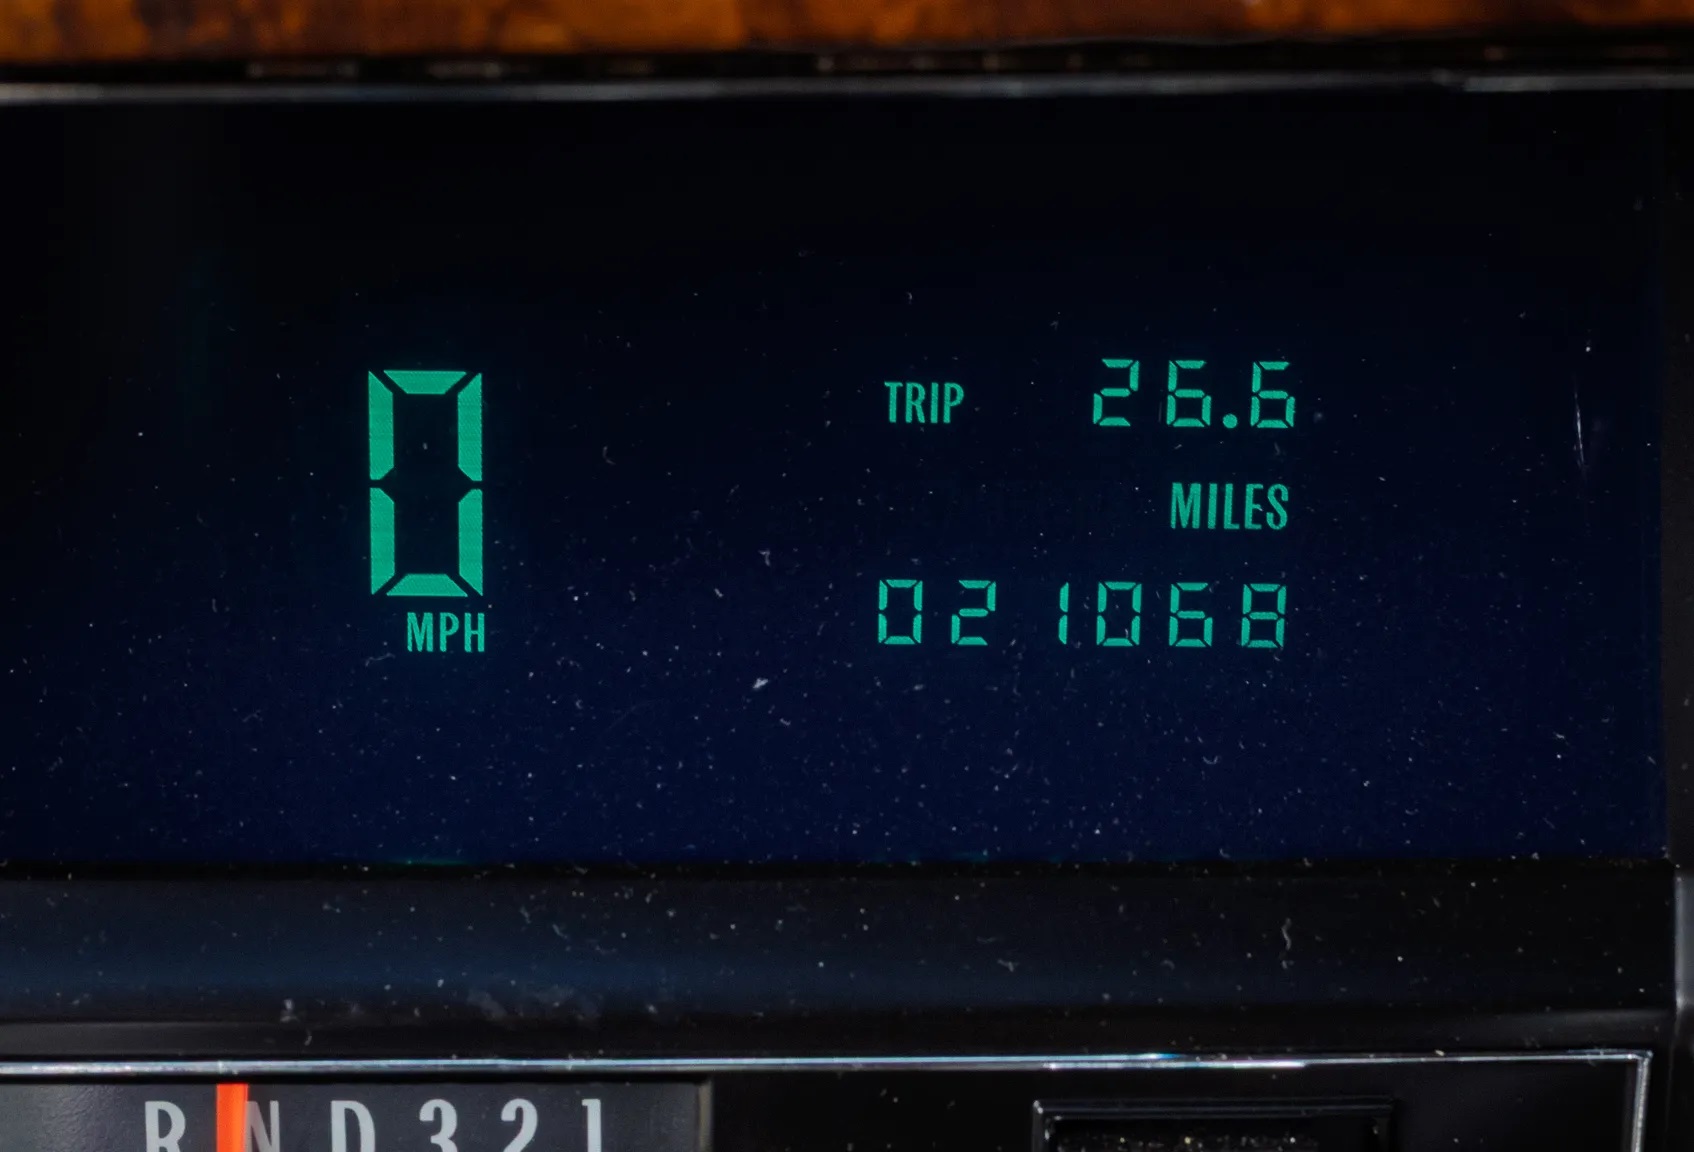 TRIP 26.6
MILES
0
021068
MPH
R N D 3 2 1